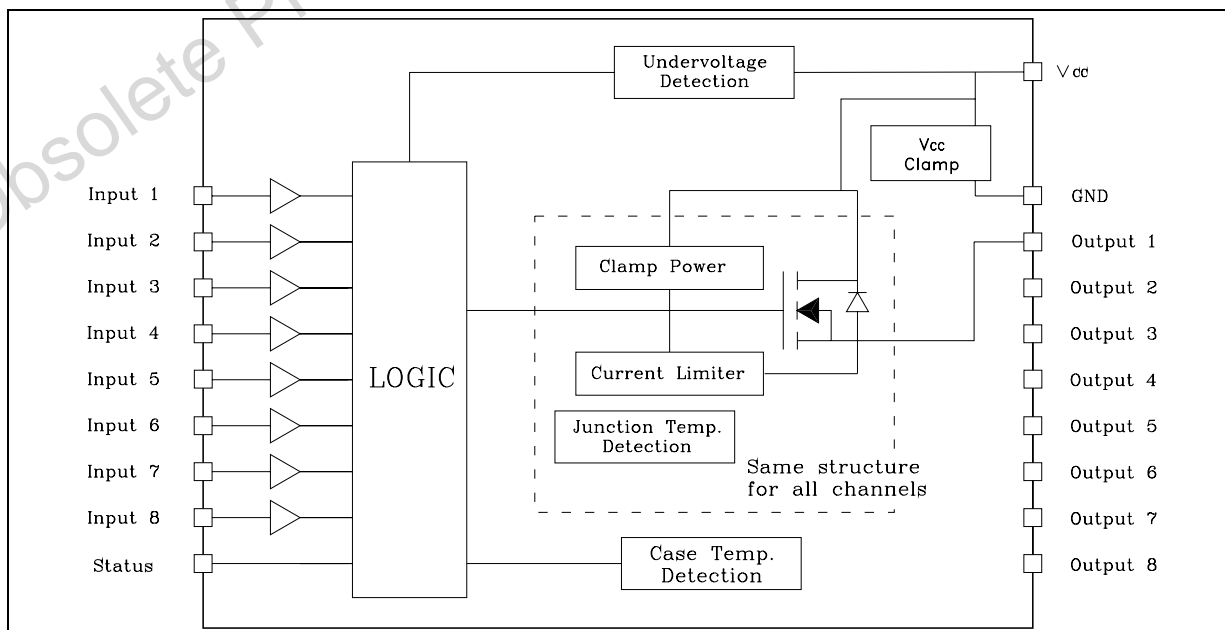 Obsolete Pr
Undervoltage
Detection
Vcc
Vcc
Clamp
Input 1
GND
Input 2
Output 1
Clamp Power
Input 3
Output 2
Input 4
Output 3
Input 5
LOGIC
Current Limiter
Output 4
Input 6
Junction Temp.
Detection
Output 5
Input 7
Same structure
for all channels
Output 6
Input 8
Output 7
Status
Case Temp.
Detection
Output 8